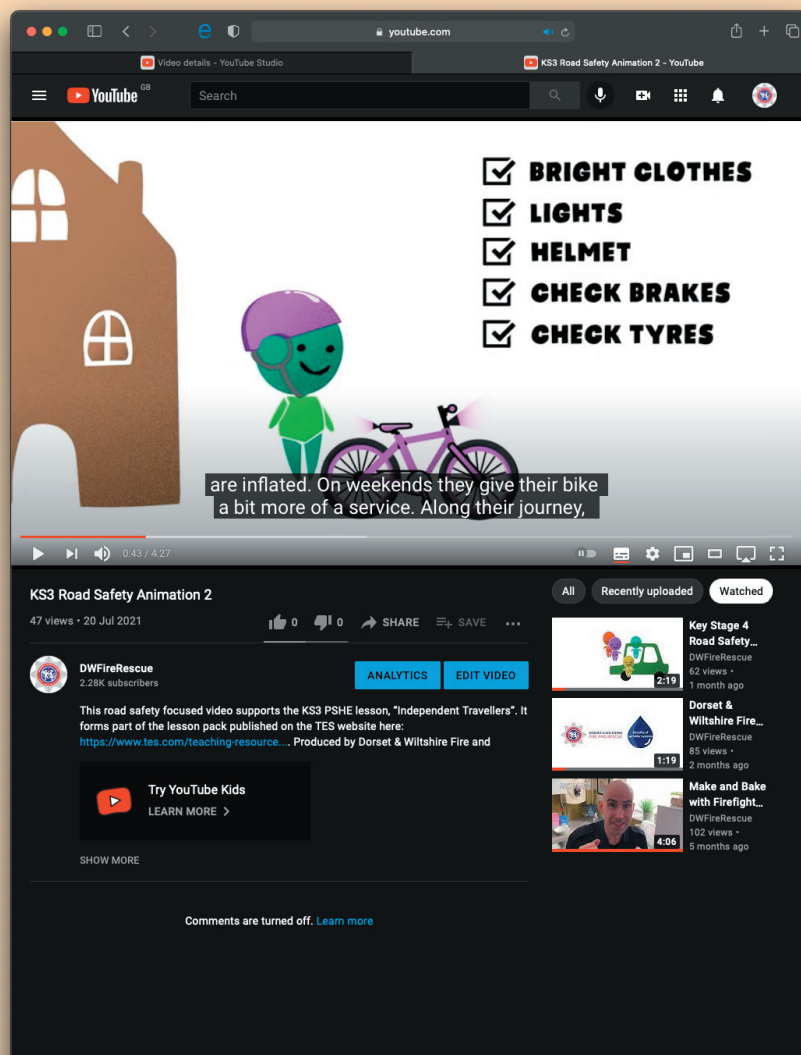 youtube.com
Video details - YouTube Studio
KS3 Road Safety Animation 2 - YouTube
YouTube GB
Search
BRIGHT CLOTHES
LIGHTS
HELMET
CHECK BRAKES
CHECK TYRES
are inflated. On weekends they give their bike
a bit more of a service. Along their journey,
0:43 / 4:27
KS3 Road Safety Animation 2
47 views • 20 Jul 2021
0
0
SHARE
SAVE
DWFireRescue
2.28K subscribers
ANALYTICS
EDIT VIDEO
This road safety focused video supports the KS3 PSHE lesson, "Independent Travellers". It
forms part of the lesson pack published on the TES website here:
https://www.tes.com/teaching-resource.... Produced by Dorset & Wiltshire Fire and
Try YouTube Kids
LEARN MORE
SHOW MORE
Comments are turned off. Learn more
All
Recently uploaded
Watched
2:19
Key Stage 4
Road Safety...
DWFireRescue
62 views •
1 month ago
DORSET & WILTSHIRE
FIRE AND RESCUE
1:19
Dorset &
Wiltshire Fire...
DWFireRescue
85 views •
2 months ago
4:06
Make and Bake
with Firefight...
DWFireRescue
102 views •
5 months ago